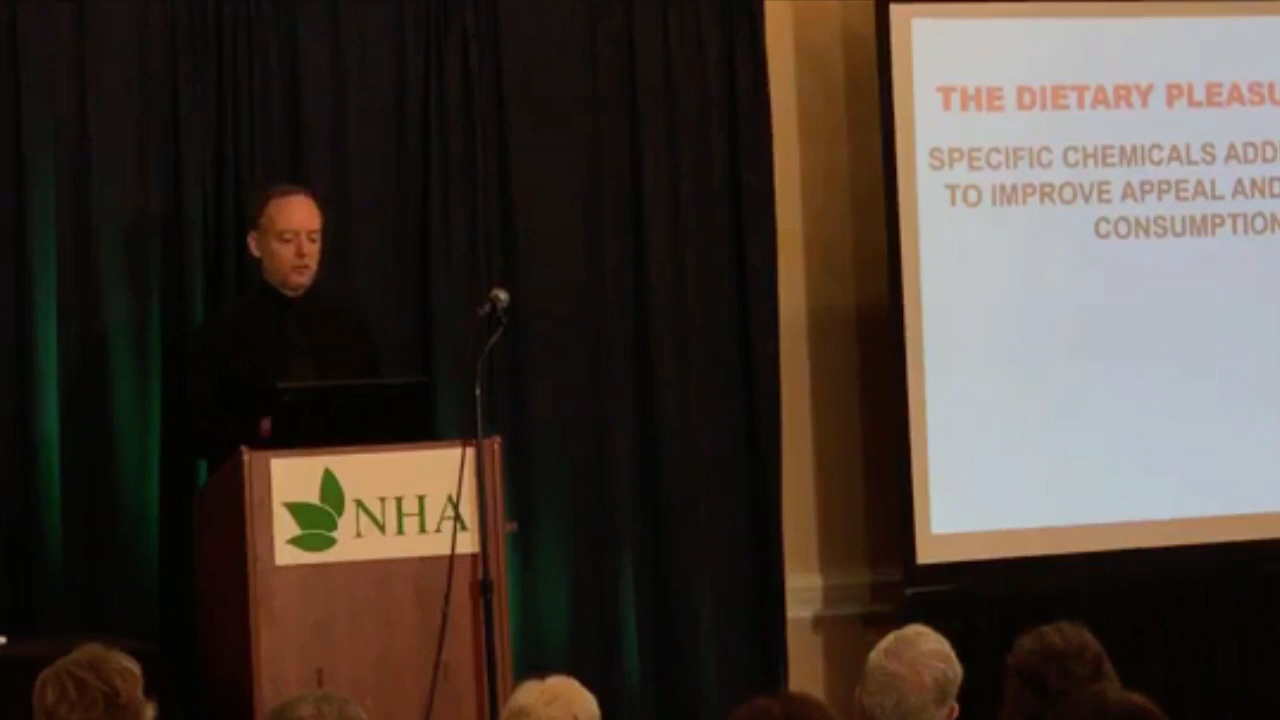 THE DIETARY PLEASU
SPECIFIC CHEMICALS ADD
TO IMPROVE APPEAL AND
CONSUMPTION
NHA